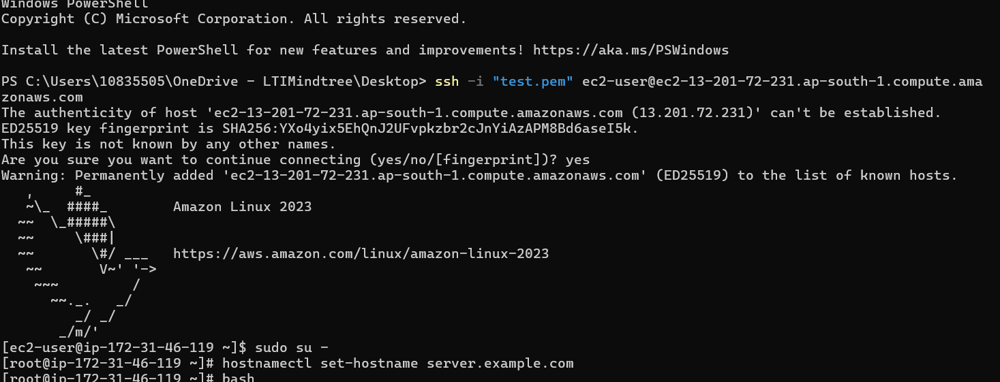 Windows PowerShell
Copyright (C) Microsoft Corporation. All rights reserved.
Install the latest PowerShell for new features and improvements! https://aka.ms/PSWindows
PS C:\Users\10835505\OneDrive - LTIMindtree\Desktop> ssh -i "test.pem" ec2-user@ec2-13-201-72-231.ap-south-1.compute.ama
zonaws.com
The authenticity of host 'ec2-13-201-72-231.ap-south-1.compute.amazonaws.com (13.201.72.231)' can't be established.
ED25519 key fingerprint is SHA256:YXo4yix5EhQnJ2UFvpkzbr2cJnYiAzAPM8Bd6aseI5k.
This key is not known by any other names.
Are you sure you want to continue connecting (yes/no/[fingerprint])? yes
Warning: Permanently added 'ec2-13-201-72-231.ap-south-1.compute.amazonaws.com' (ED25519) to the list of known hosts.
   ,     #_
   ~\_  ####_        Amazon Linux 2023
  ~~  \_#####\
  ~~     \###|
  ~~       \#/ ___   https://aws.amazon.com/linux/amazon-linux-2023
   ~~       V~' '->
    ~~~         /
      ~~._.   _/
         _/ _/
       _/m/'
[ec2-user@ip-172-31-46-119 ~]$ sudo su -
[root@ip-172-31-46-119 ~]# hostnamectl set-hostname server.example.com
[root@ip-172-31-46-119 ~]# bash